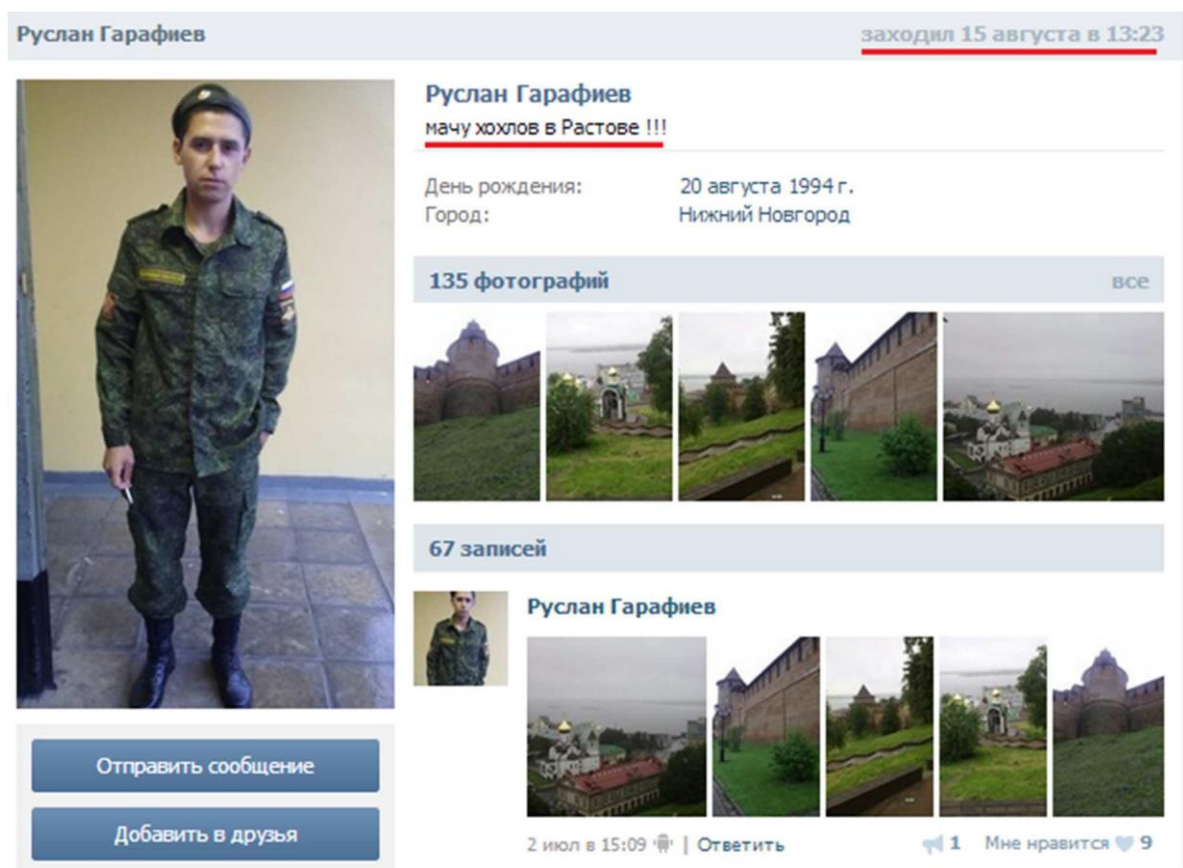 Руслан Гарафиев
заходил 15 августа в 13:23
Руслан Гарафиев
мачу хохлов в Растове !!!
День рождения: 20 августа 1994 г.
Город: Нижний Новгород
135 фотографий все
67 записей
Руслан Гарафиев
2 июл в 15:09 | Ответить 1 Мне нравится 9
Отправить сообщение
Добавить в друзья